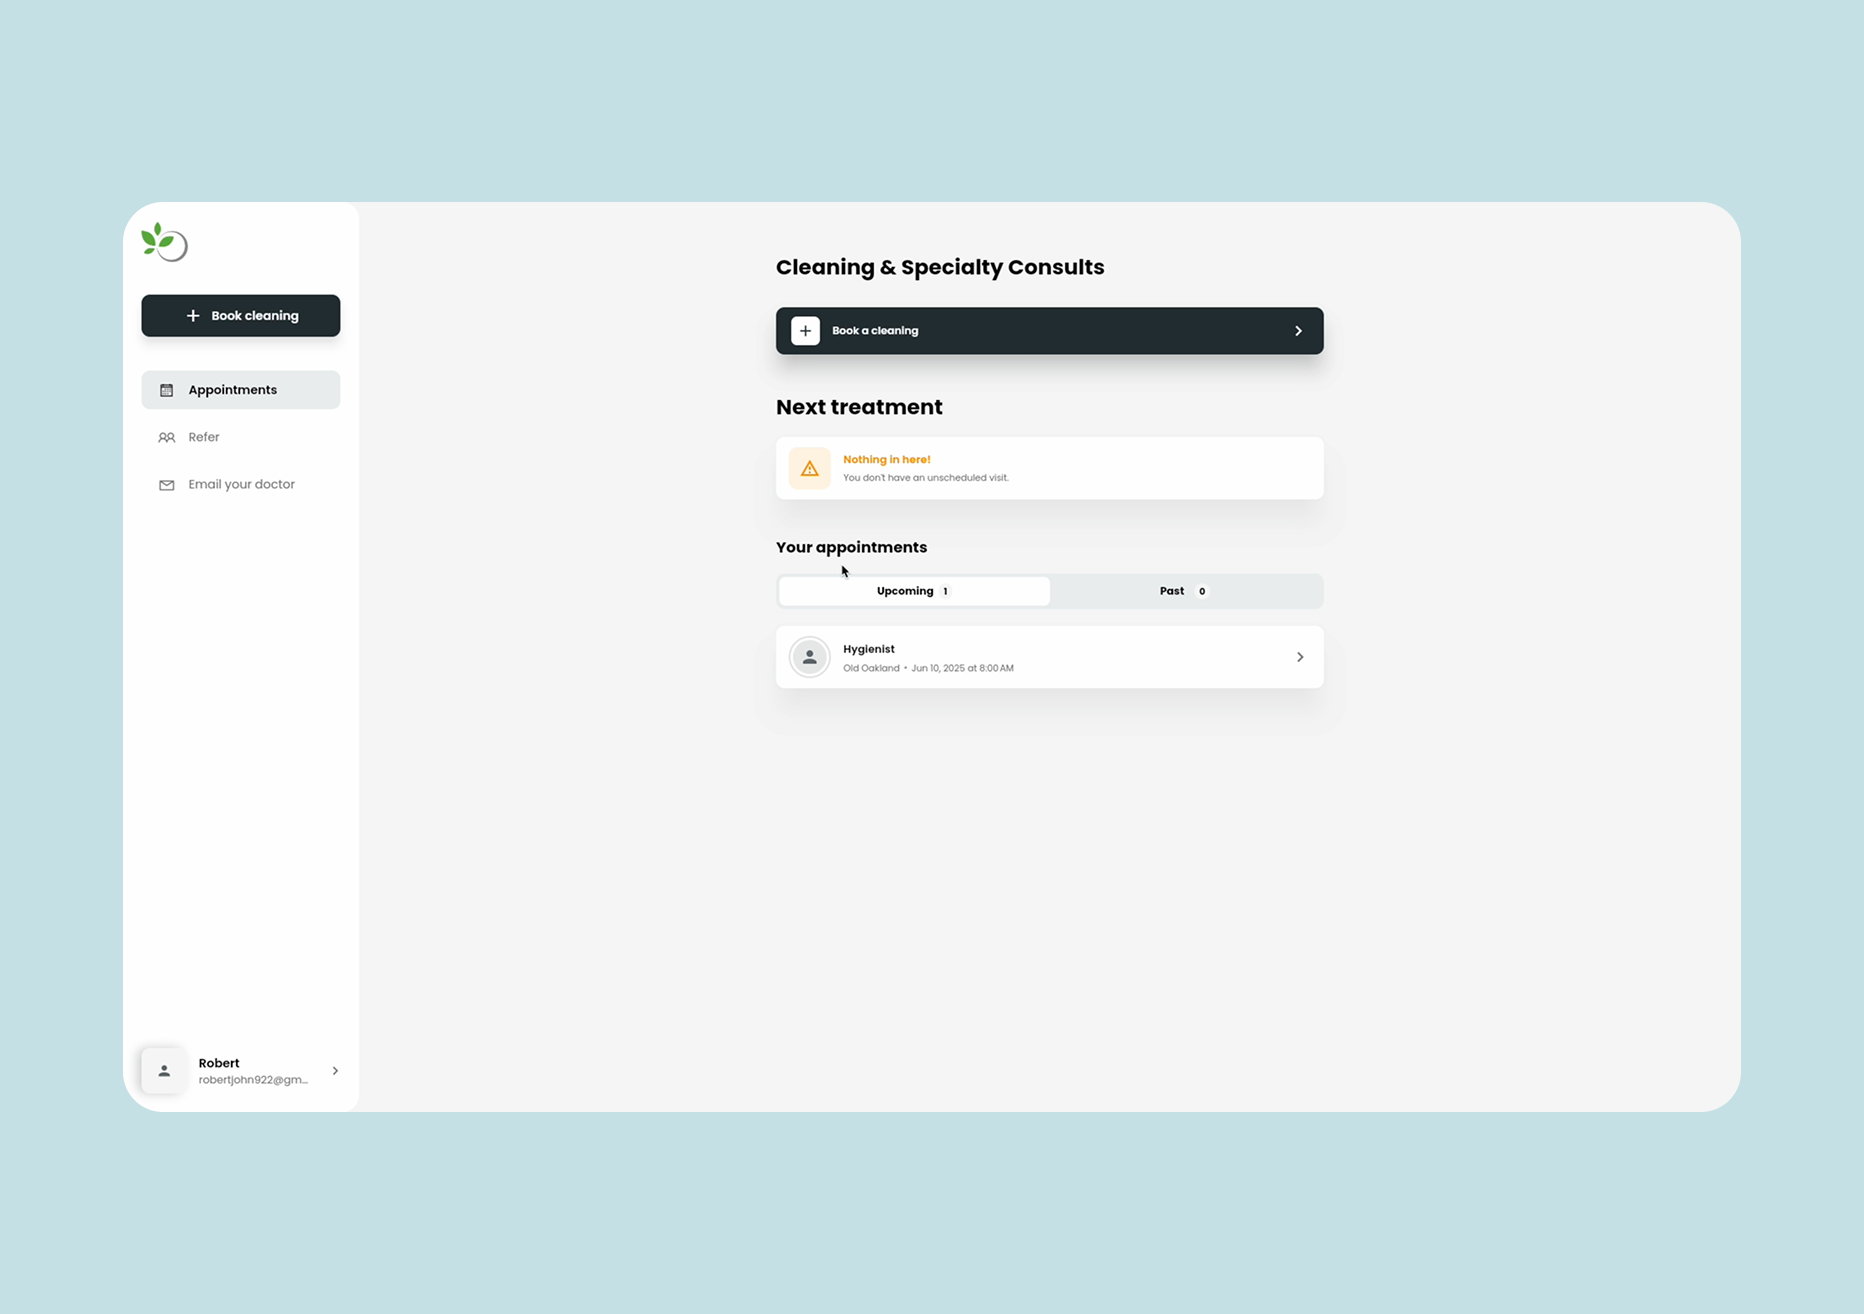 Book cleaning
Appointments
Refer
Email your doctor
Robert
robertjohn922@gm...
Cleaning & Specialty Consults
Book a cleaning
Next treatment
Nothing in here!
You don't have an unscheduled visit.
Your appointments
Upcoming 1
Past 0
Hygienist
Old Oakland • Jun 10, 2025 at 8:00 AM